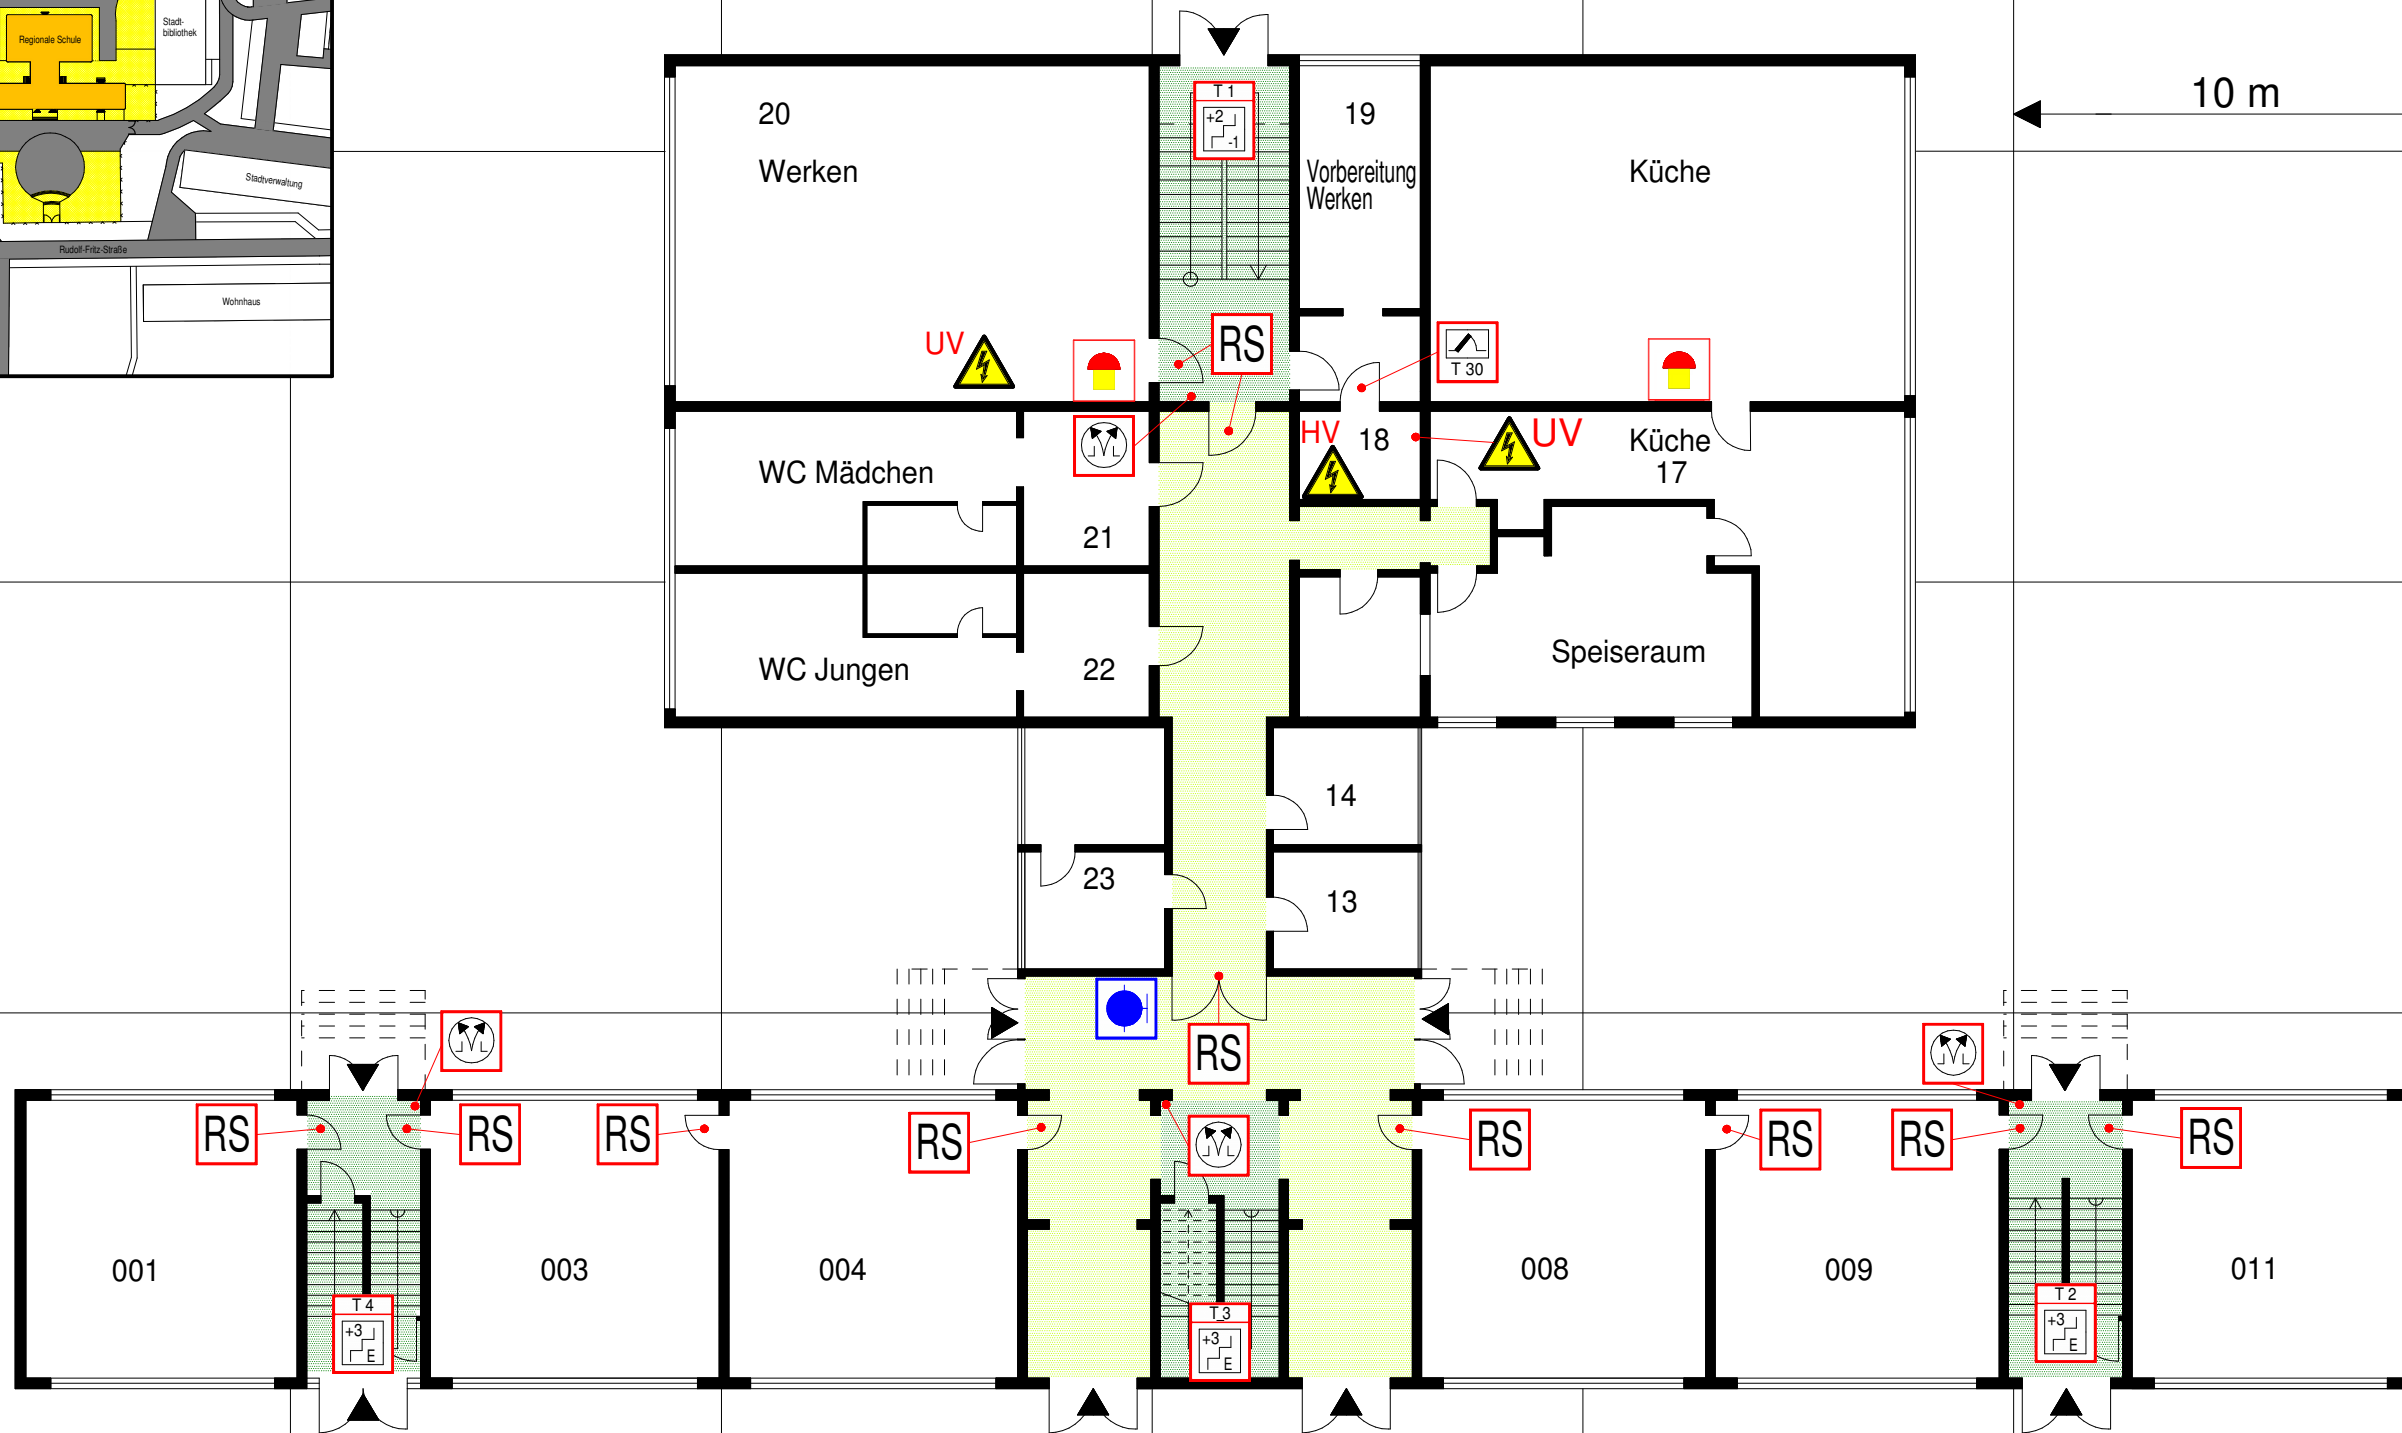 Regionale Schule
Stadt-
bibliothek
Stadtverwaltung
Rudolf-Fritz-Straße
Wohnhaus
10 m
20
Werken
T 1
+2
-1
19
Vorbereitung
Werken
Küche
UV
RS
T 30
HV
18
UV
Küche
17
WC Mädchen
21
WC Jungen
22
Speiseraum
14
23
13
RS
RS
RS
RS
RS
RS
RS
RS
RS
001
003
004
008
009
011
T 4
+3
E
T_3
+3
E
T 2
+3
E